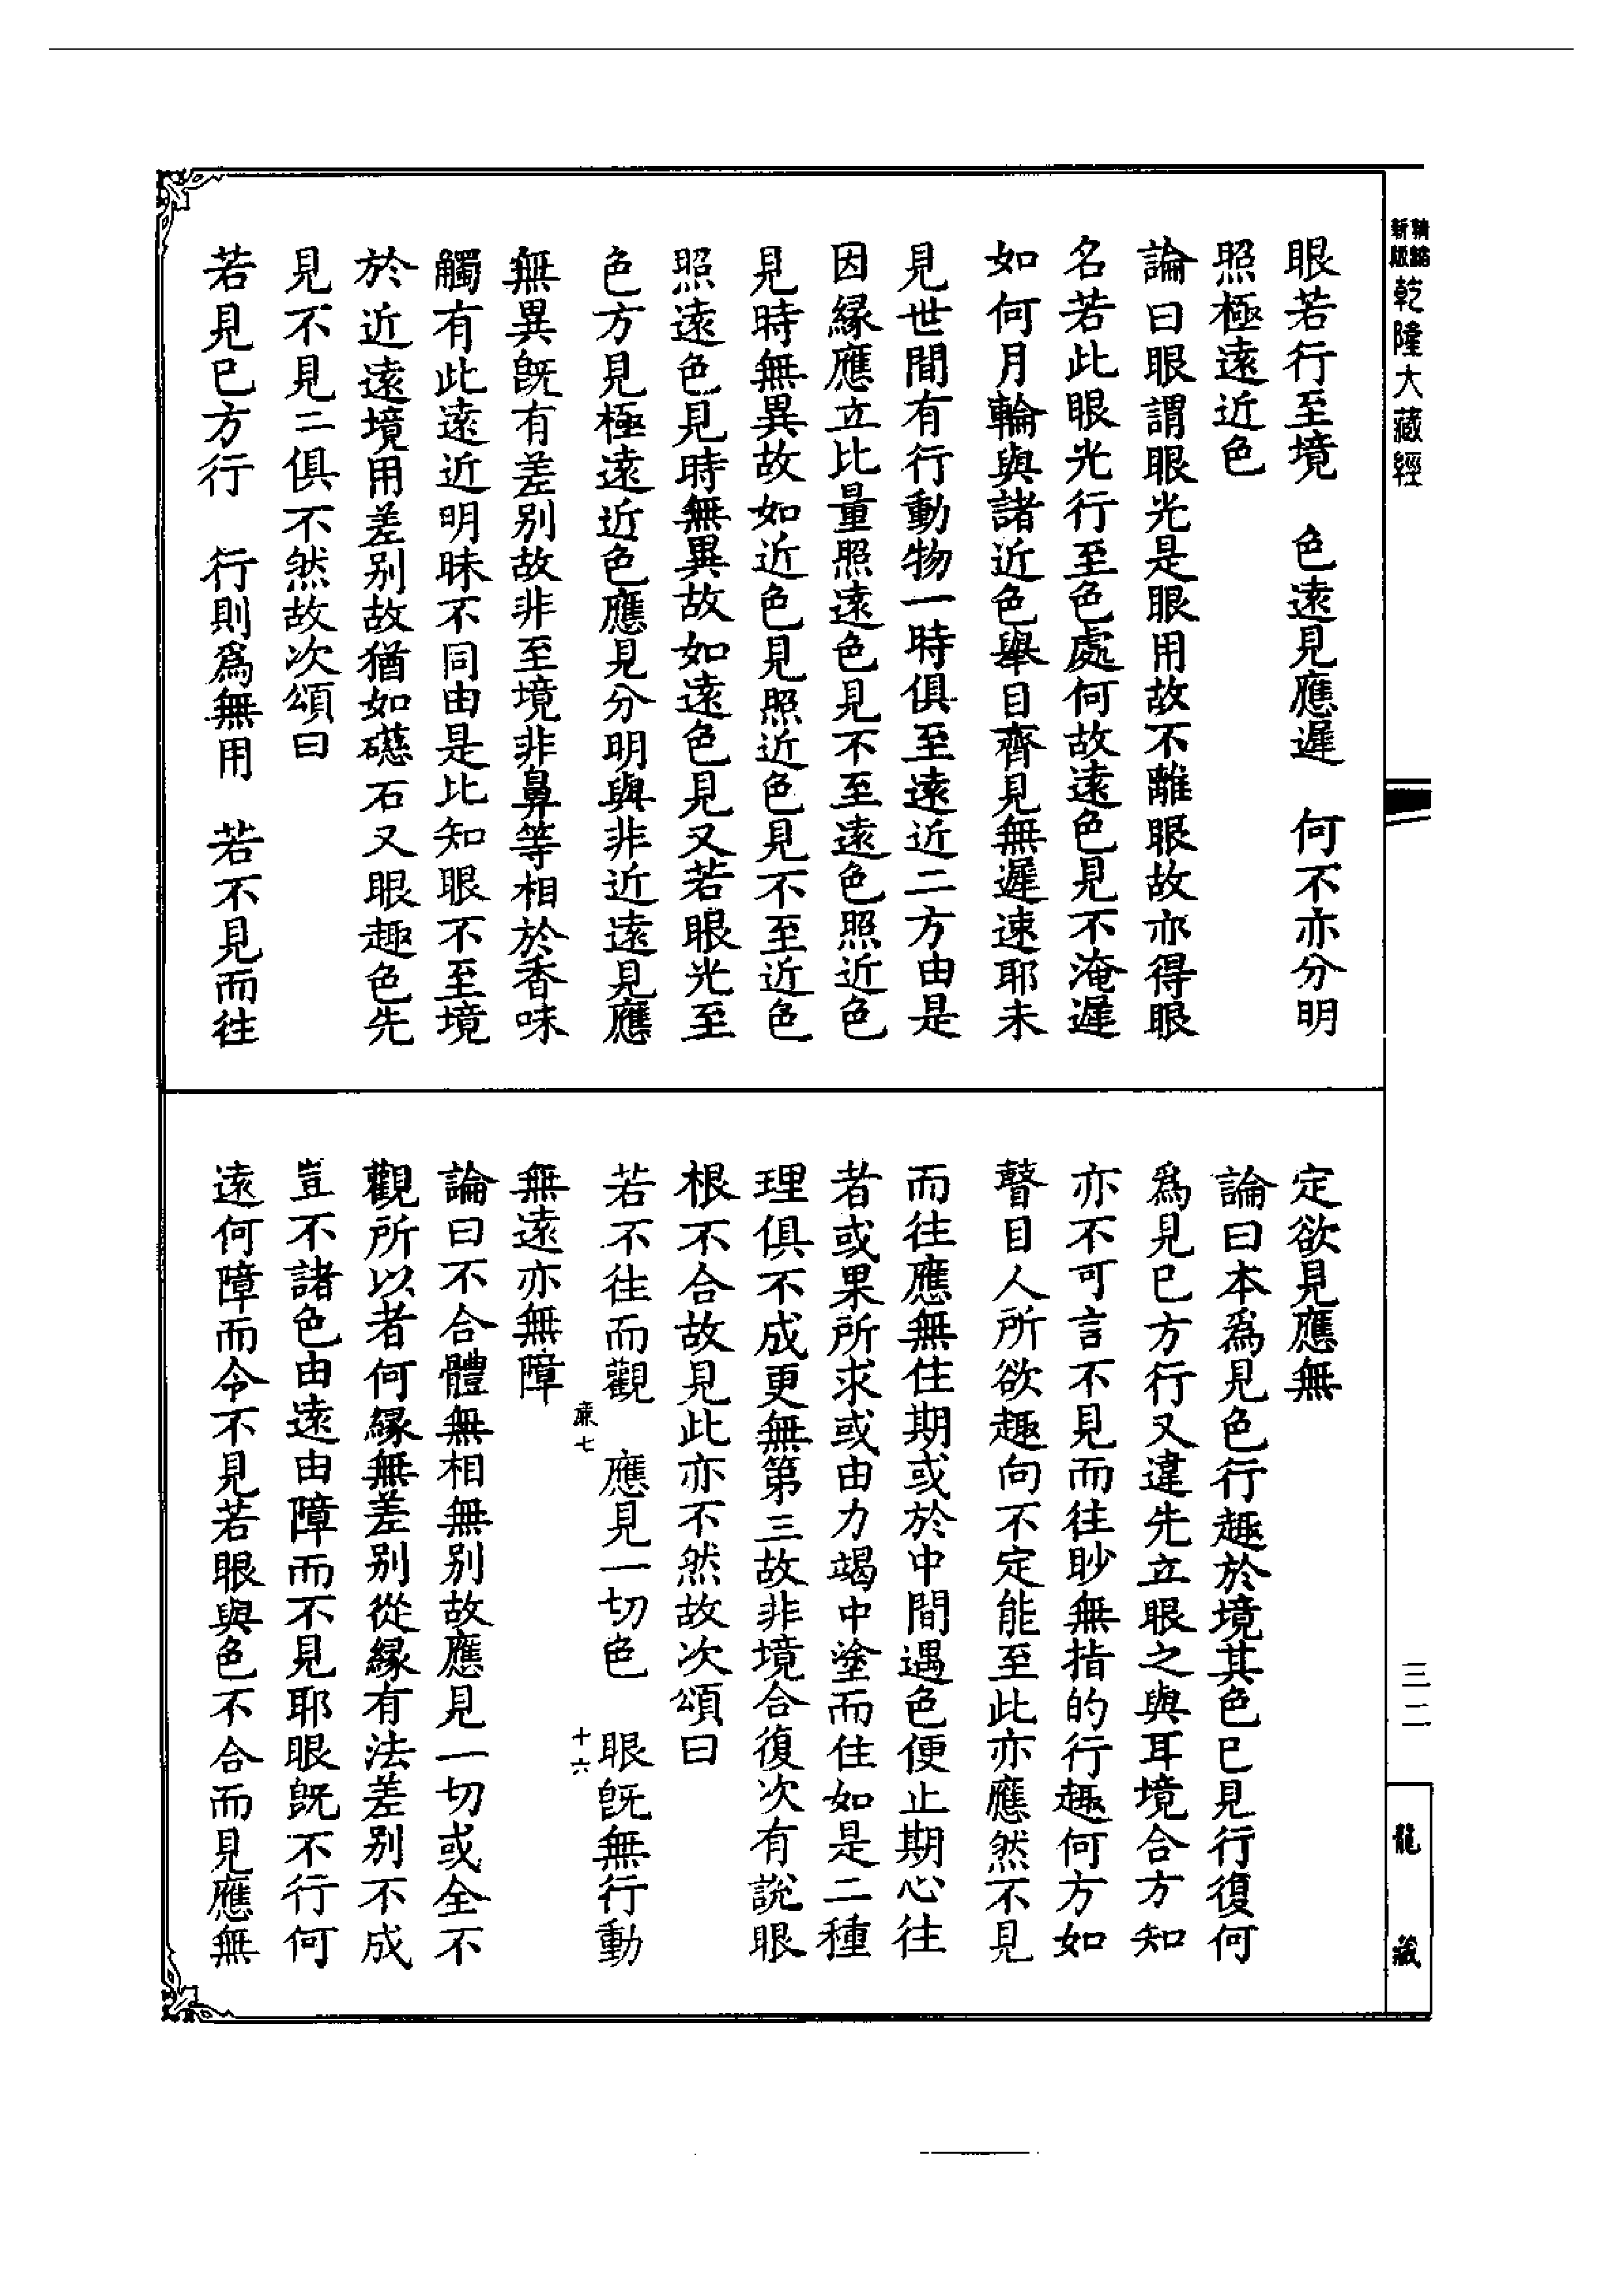 新編
縮版
乾隆大藏經
眼若行至境　色遠見應遲　何不亦分明
照極遠近色
論曰眼謂眼光是眼用故不離眼故亦得眼
名若此眼光行至色處何故遠色見不淹遲
如何月輪與諸近色舉目齊見無遲速耶未
見世間有行動物一時俱至遠近二方由是
因緣應立比量照遠色見不至遠色照近色
見時無異故如近色見照近色見不至近色
照遠色見時無異故如遠色見又若眼光至
色方見極遠近色應見分明與非近遠見應
無異旣有差別故非至境非鼻等相於香味
觸有此遠近明昧不同由是比知眼不至境
於近遠境用差別故猶如礠石又眼趣色先
見不見二俱不然故次頌曰
若見巳方行　行則爲無用　若不見而往
定欲見應無
論曰本爲見色行趣於境其色巳見行復何
爲見巳方行又違先立眼之與耳境合方知
亦不可言不見而往眇無指的行趣何方如
瞽目人所欲趣向不定能至此亦應然不見
而往應無住期或於中間遇色便止期心往
者或果所求或由力竭中塗而住如是二種
理俱不成更無第三故非境合復次有說眼
根不合故見此亦不然故次頌曰
若不往而觀　應見一切色　眼旣無行動
廉七
十六
無遠亦無障
論曰不合體無相無別故應見一切或全不
觀所以者何緣無差別從緣有法差別不成
豈不諸色由遠由障而不見耶眼旣不行何
遠何障而令不見若眼與色不合而見應無
三二
龍藏